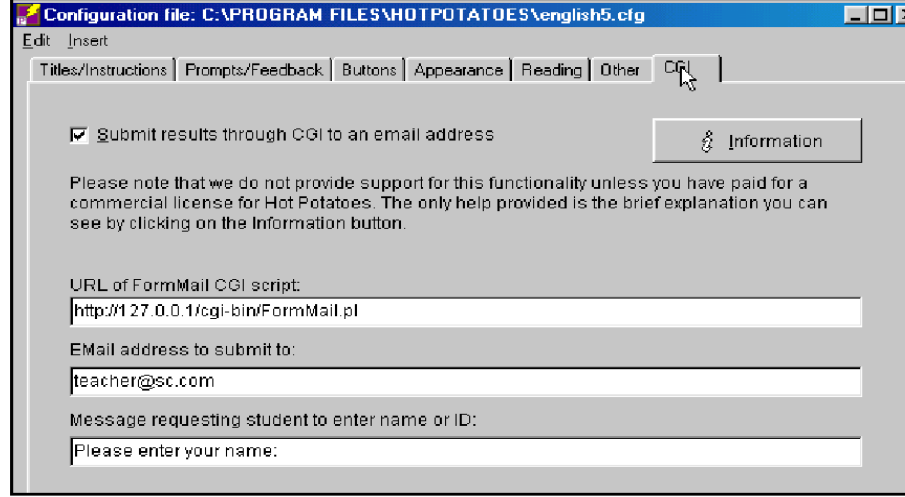 Configuration file: C:\PROGRAM FILES\HOTPOTATOES\english5.cfg
Edit Insert
Titles/Instructions Prompts/Feedback Buttons Appearance Reading Other CGI
Submit results through CGI to an email address
Information
Please note that we do not provide support for this functionality unless you have paid for a
commercial license for Hot Potatoes. The only help provided is the brief explanation you can
see by clicking on the Information button.
URL of FormMail CGI script:
http://127.0.0.1/cgi-bin/FormMail.pl
EMail address to submit to:
teacher@sc.com
Message requesting student to enter name or ID:
Please enter your name: